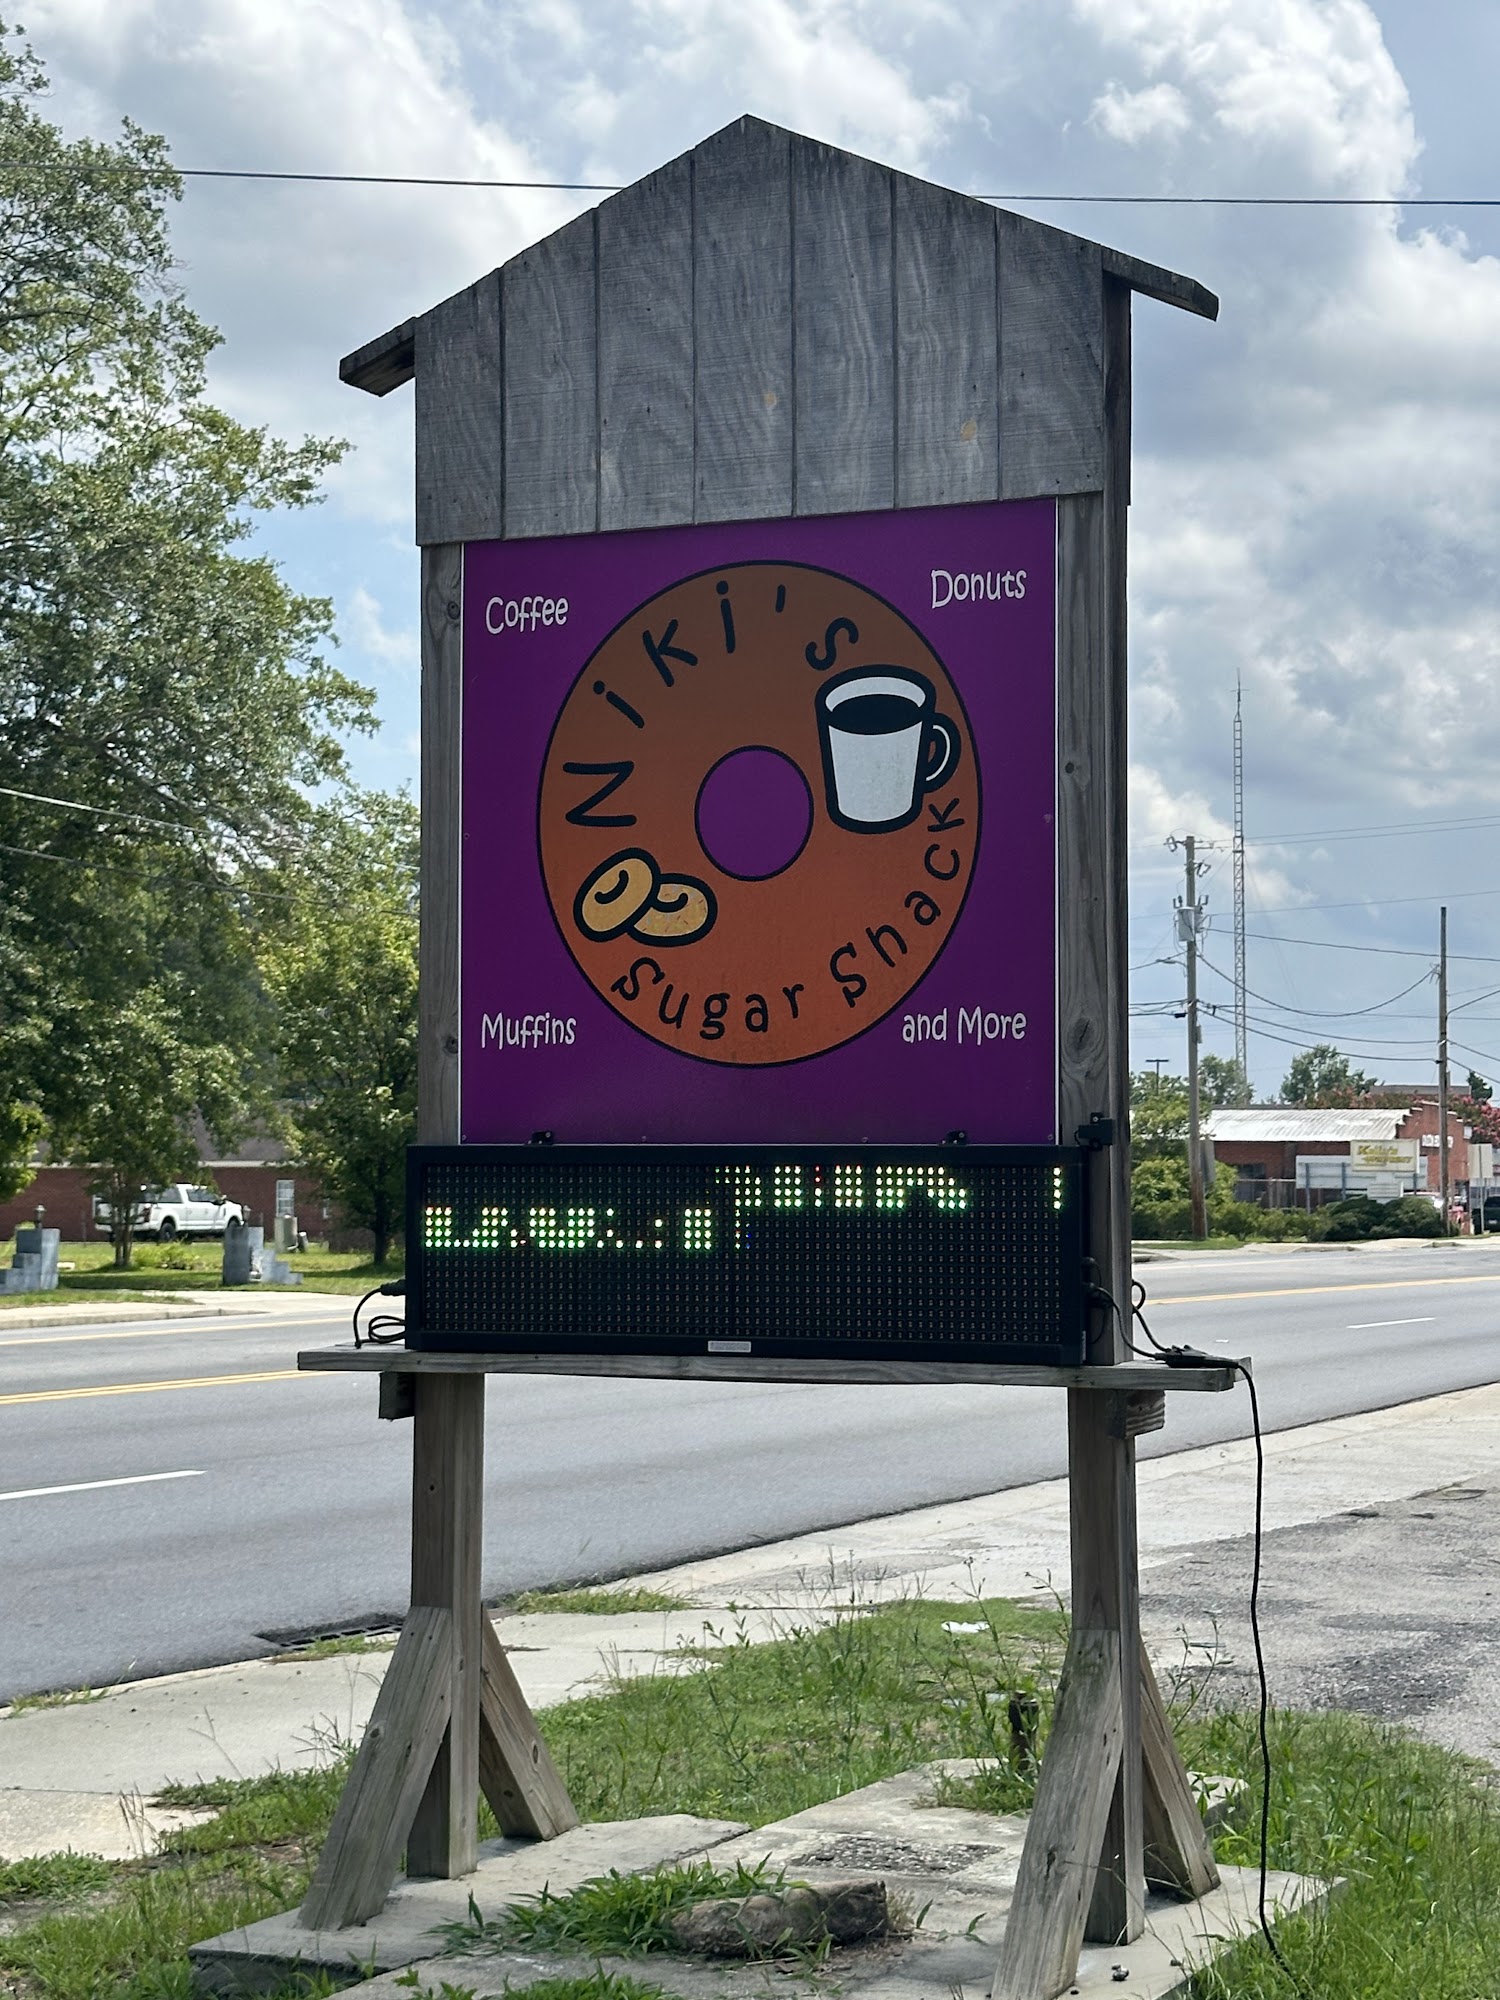 Coffee
Donuts
Niki's
Sugar Shack
Muffins
and More